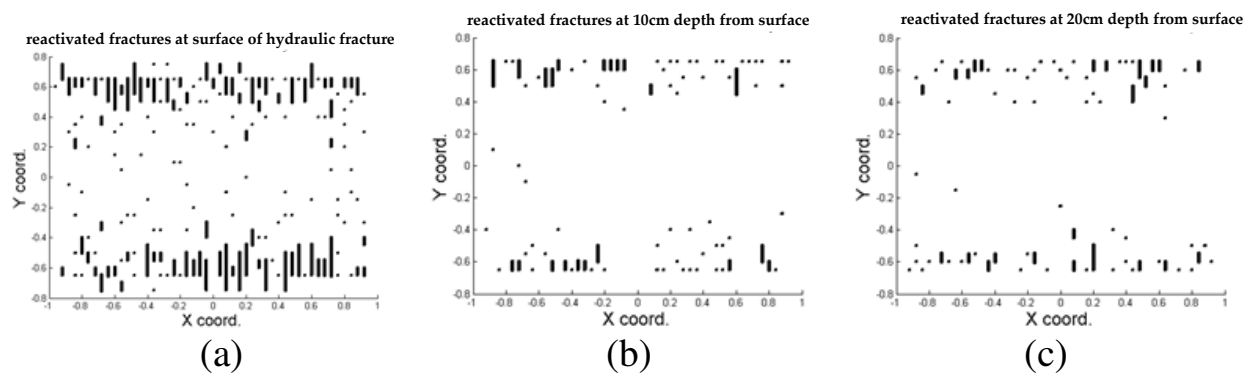 reactivated fractures at surface of hydraulic fracture
0.8
0.6
0.4
0.2
0
-0.2
-0.4
-0.6
-0.8
-1 -0.8 -0.6 -0.4 -0.2 0 0.2 0.4 0.6 0.8 1
Y coord.
X coord.
(a)
reactivated fractures at 10cm depth from surface
0.8
0.6
0.4
0.2
0
-0.2
-0.4
-0.6
-0.8
-1 -0.8 -0.6 -0.4 -0.2 0 0.2 0.4 0.6 0.8 1
Y coord.
X coord.
(b)
reactivated fractures at 20cm depth from surface
0.8
0.6
0.4
0.2
0
-0.2
-0.4
-0.6
-0.8
-1 -0.8 -0.6 -0.4 -0.2 0 0.2 0.4 0.6 0.8 1
Y coord.
X coord.
(c)